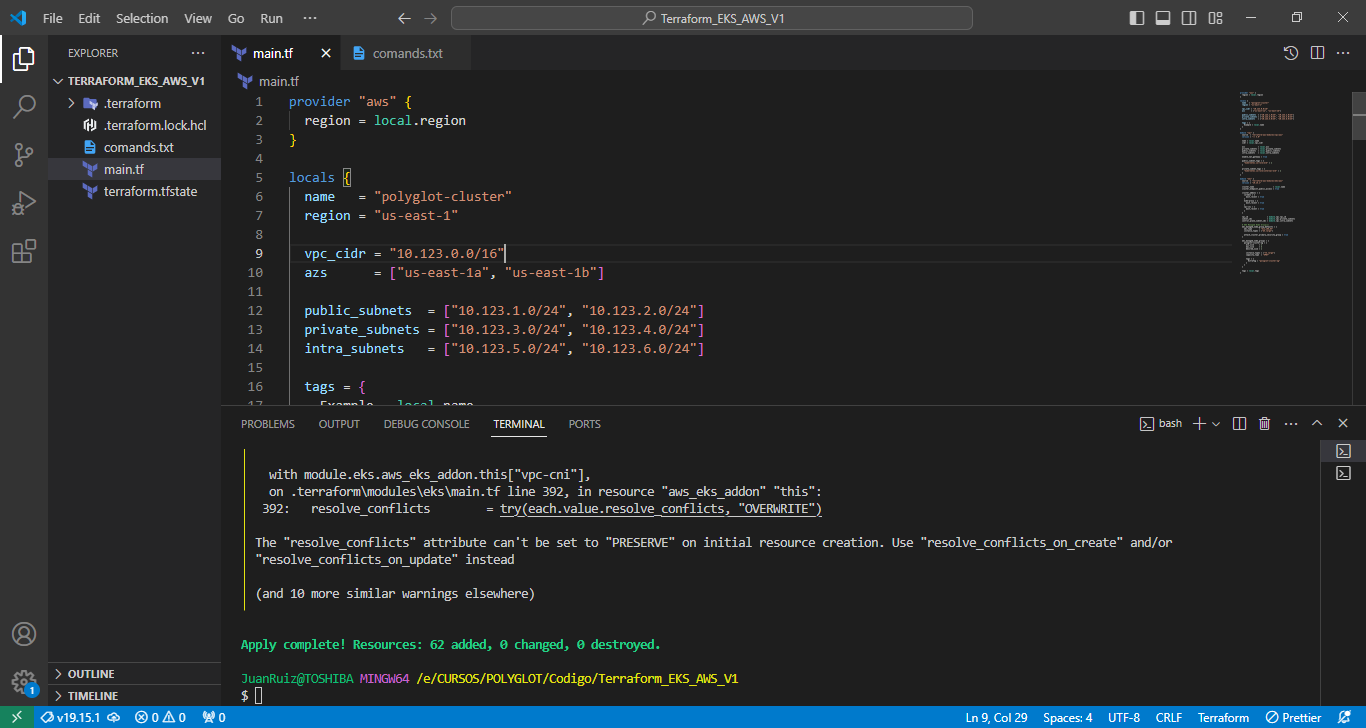 File Edit Selection View Go Run ··· Terraform_EKS_AWS_V1
EXPLORER ···
TERRAFORM_EKS_AWS_V1
.terraform
.terraform.lock.hcl
comands.txt
main.tf
terraform.tfstate
OUTLINE
TIMELINE
main.tf comands.txt
main.tf
1 provider "aws" {
2 region = local.region
3 }
4
5 locals {
6 name = "polyglot-cluster"
7 region = "us-east-1"
8
9 vpc_cidr = "10.123.0.0/16"
10 azs = ["us-east-1a", "us-east-1b"]
11
12 public_subnets = ["10.123.1.0/24", "10.123.2.0/24"]
13 private_subnets = ["10.123.3.0/24", "10.123.4.0/24"]
14 intra_subnets = ["10.123.5.0/24", "10.123.6.0/24"]
15
16 tags = {
17 Example = local.name
PROBLEMS OUTPUT DEBUG CONSOLE TERMINAL PORTS bash
with module.eks.aws_eks_addon.this["vpc-cni"],
on .terraform\modules\eks\main.tf line 392, in resource "aws_eks_addon" "this":
392: resolve_conflicts = try(each.value.resolve_conflicts, "OVERWRITE")
The "resolve_conflicts" attribute can't be set to "PRESERVE" on initial resource creation. Use "resolve_conflicts_on_create" and/or
"resolve_conflicts_on_update" instead
(and 10 more similar warnings elsewhere)
Apply complete! Resources: 62 added, 0 changed, 0 destroyed.
JuanRuiz@TOSHIBA MINGW64 /e/CURSOS/POLYGLOT/Codigo/Terraform_EKS_AWS_V1
$
1
v19.15.1 0 0 0 Ln 9, Col 29 Spaces: 4 UTF-8 CRLF Terraform Prettier